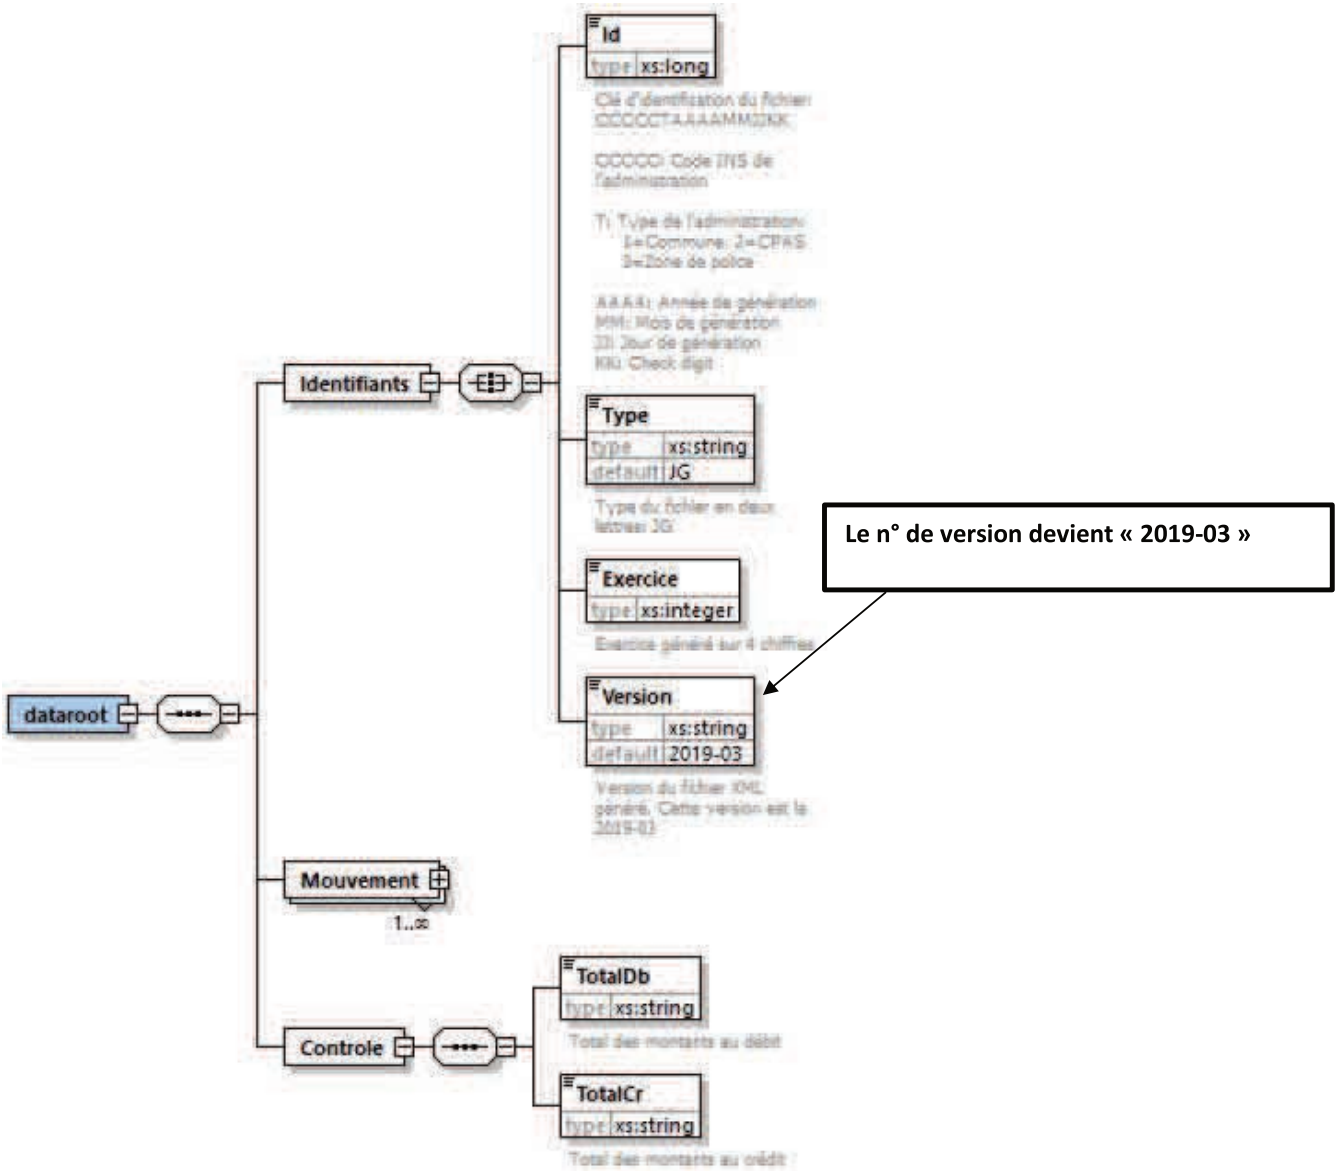 Id
type xs:long
Clé d'identification du fichier:
CCCCCTAAAAMMJJKK
CCCCC: Code INS de
l'administration
T: Type de l'administration:
1=Commune, 2=CPAS
3=Zone de police
AAAA: Année de génération
MM: Mois de génération
JJ: Jour de génération
KK: Check digit
Identifiants
Type
type xs:string
default JG
Type du fichier en deux
lettres: JG
Le n° de version devient « 2019-03 »
Exercice
type xs:integer
Exercice généré sur 4 chiffres
Version
type xs:string
default 2019-03
Version du fichier XML
généré. Cette version est la
2019-03
dataroot
Mouvement
1..∞
TotalDb
type xs:string
Total des montants au débit
Controle
TotalCr
type xs:string
Total des montants au crédit